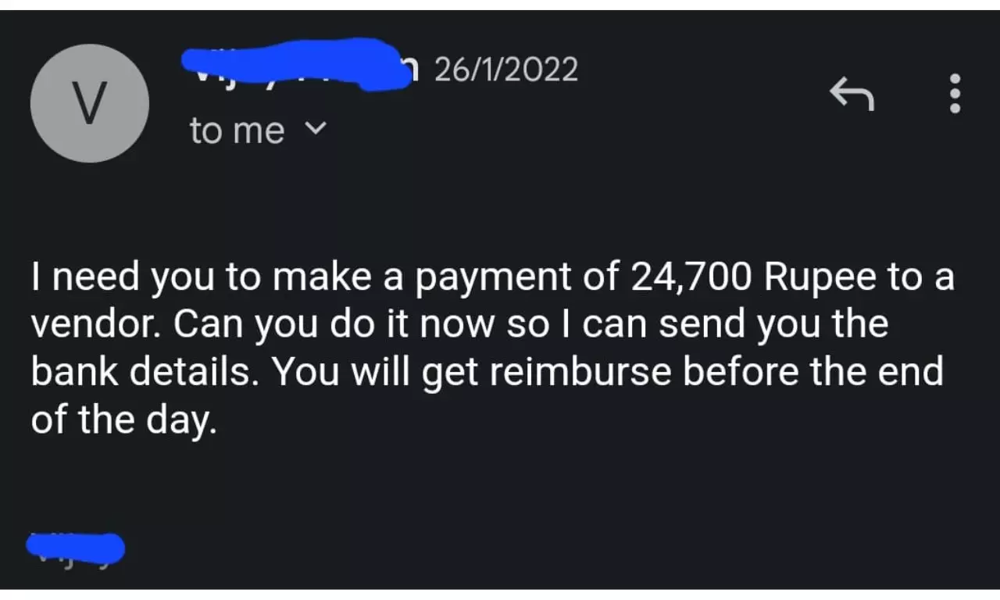 V
26/1/2022
to me
I need you to make a payment of 24,700 Rupee to a
vendor. Can you do it now so I can send you the
bank details. You will get reimburse before the end
of the day.